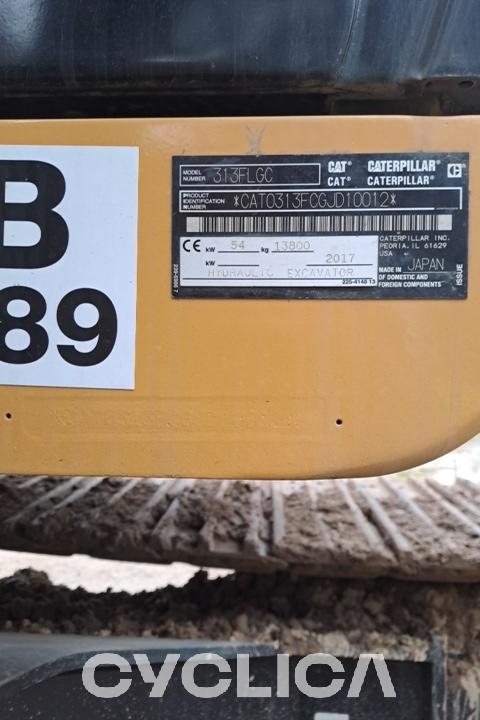 B
89
MODEL NUMBER 313FLGC CAT CATERPILLAR C
CAT® CATERPILLAR®
PRODUCT IDENTIFICATION NUMBER *CAT0313FCGJD10012*
CE kW 54 kg 13800
kW 2017
HYDRAULIC EXCAVATOR
CATERPILLAR INC.
PEORIA, IL 61629
USA
MADE IN JAPAN
OF DOMESTIC AND
FOREIGN COMPONENTS
ISSUE
225-4148 13
CYCLICA